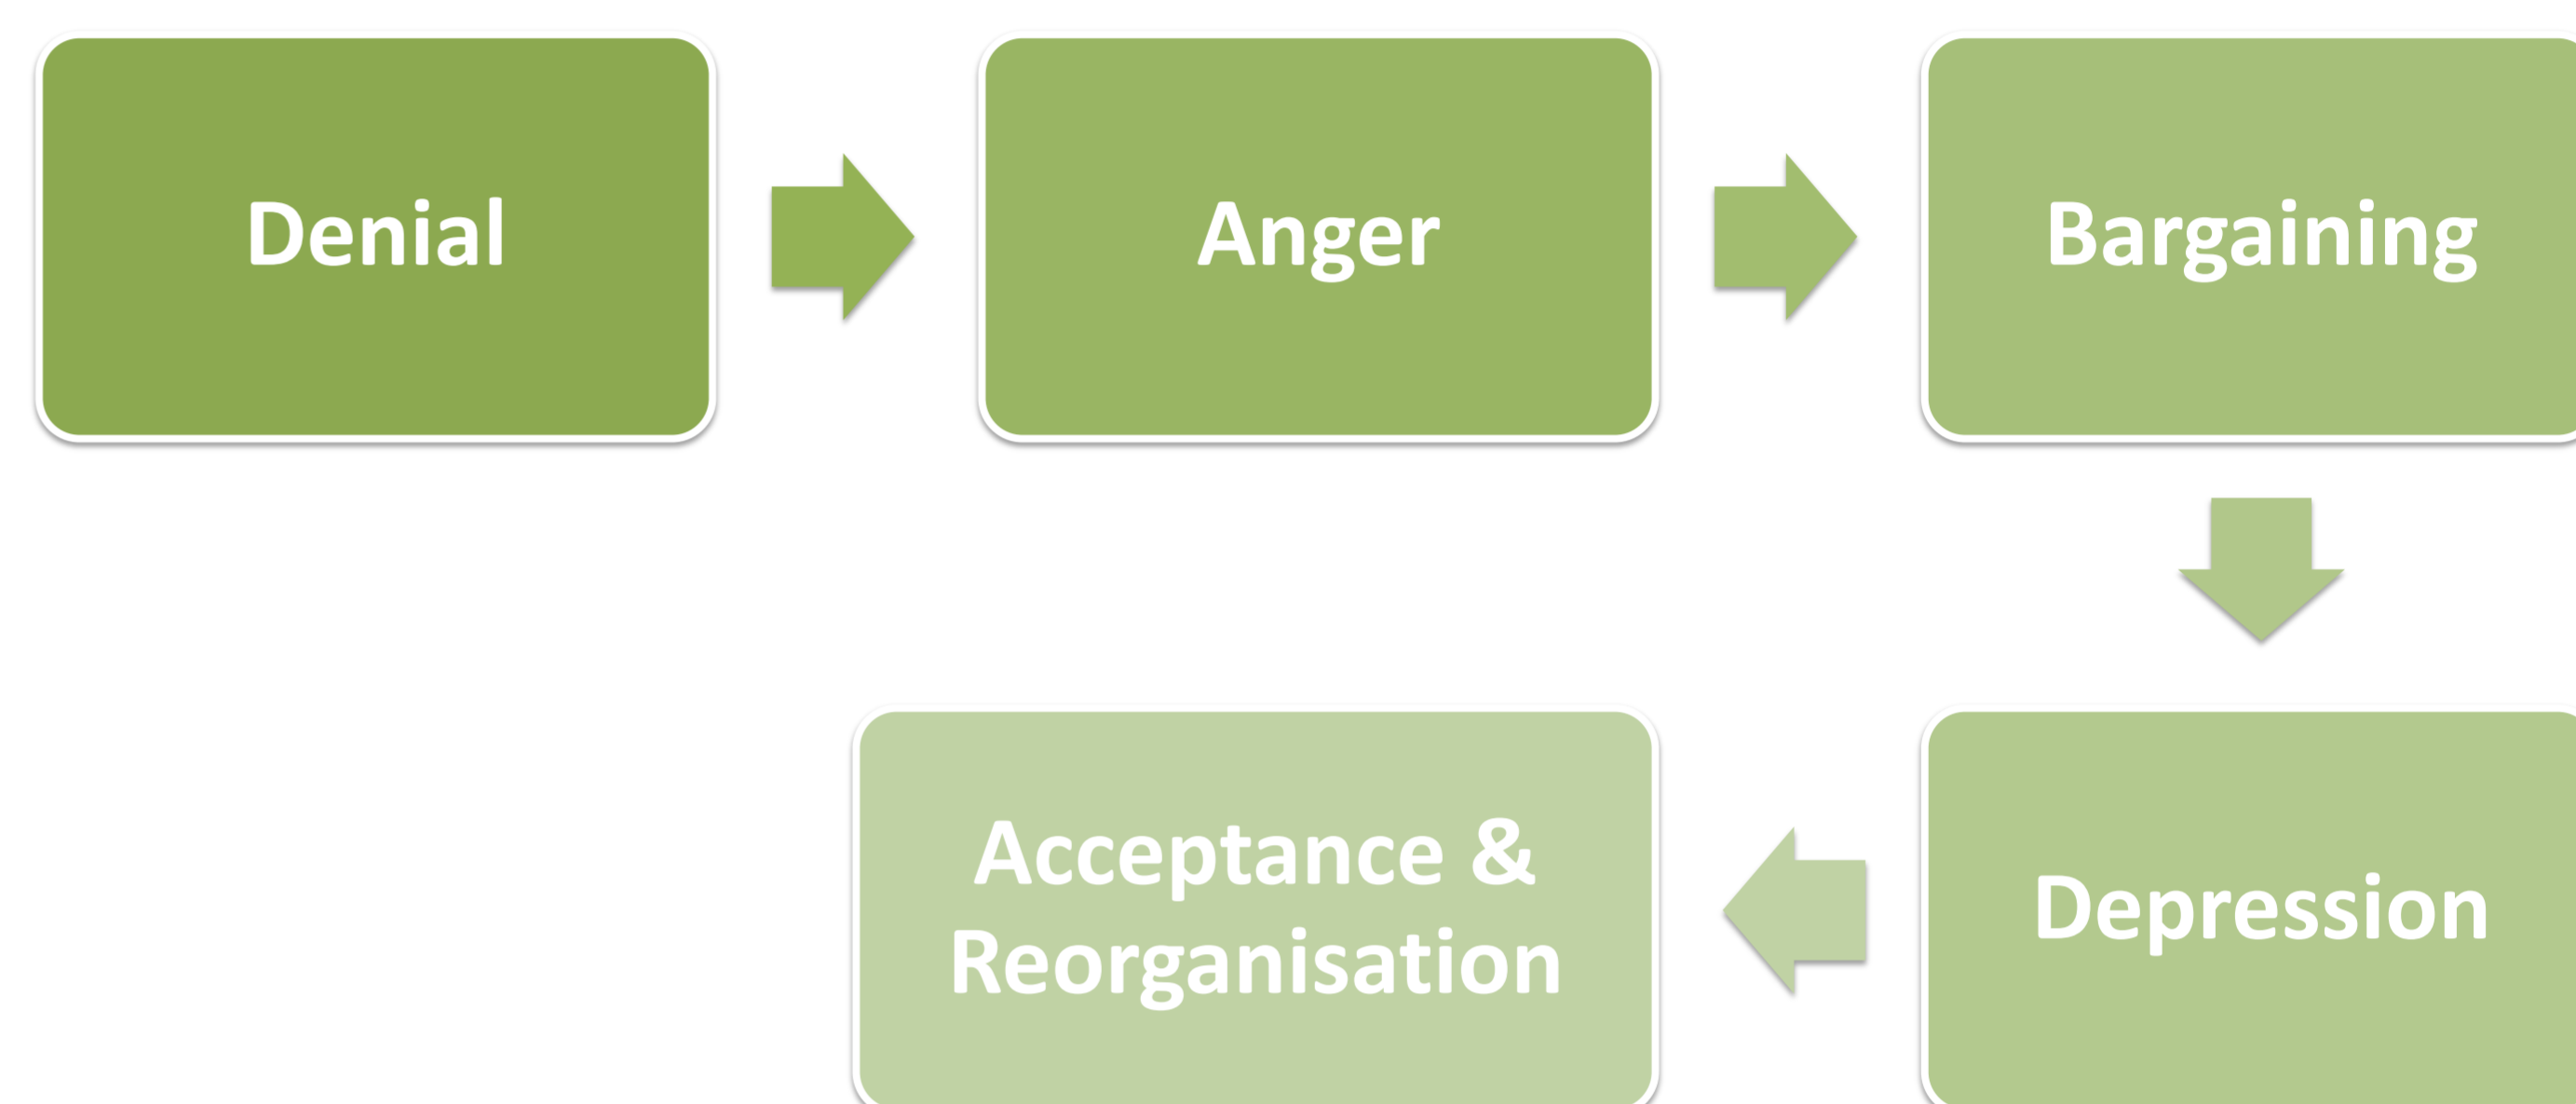 Denial
Anger
Bargaining
Depression
Acceptance &
Reorganisation